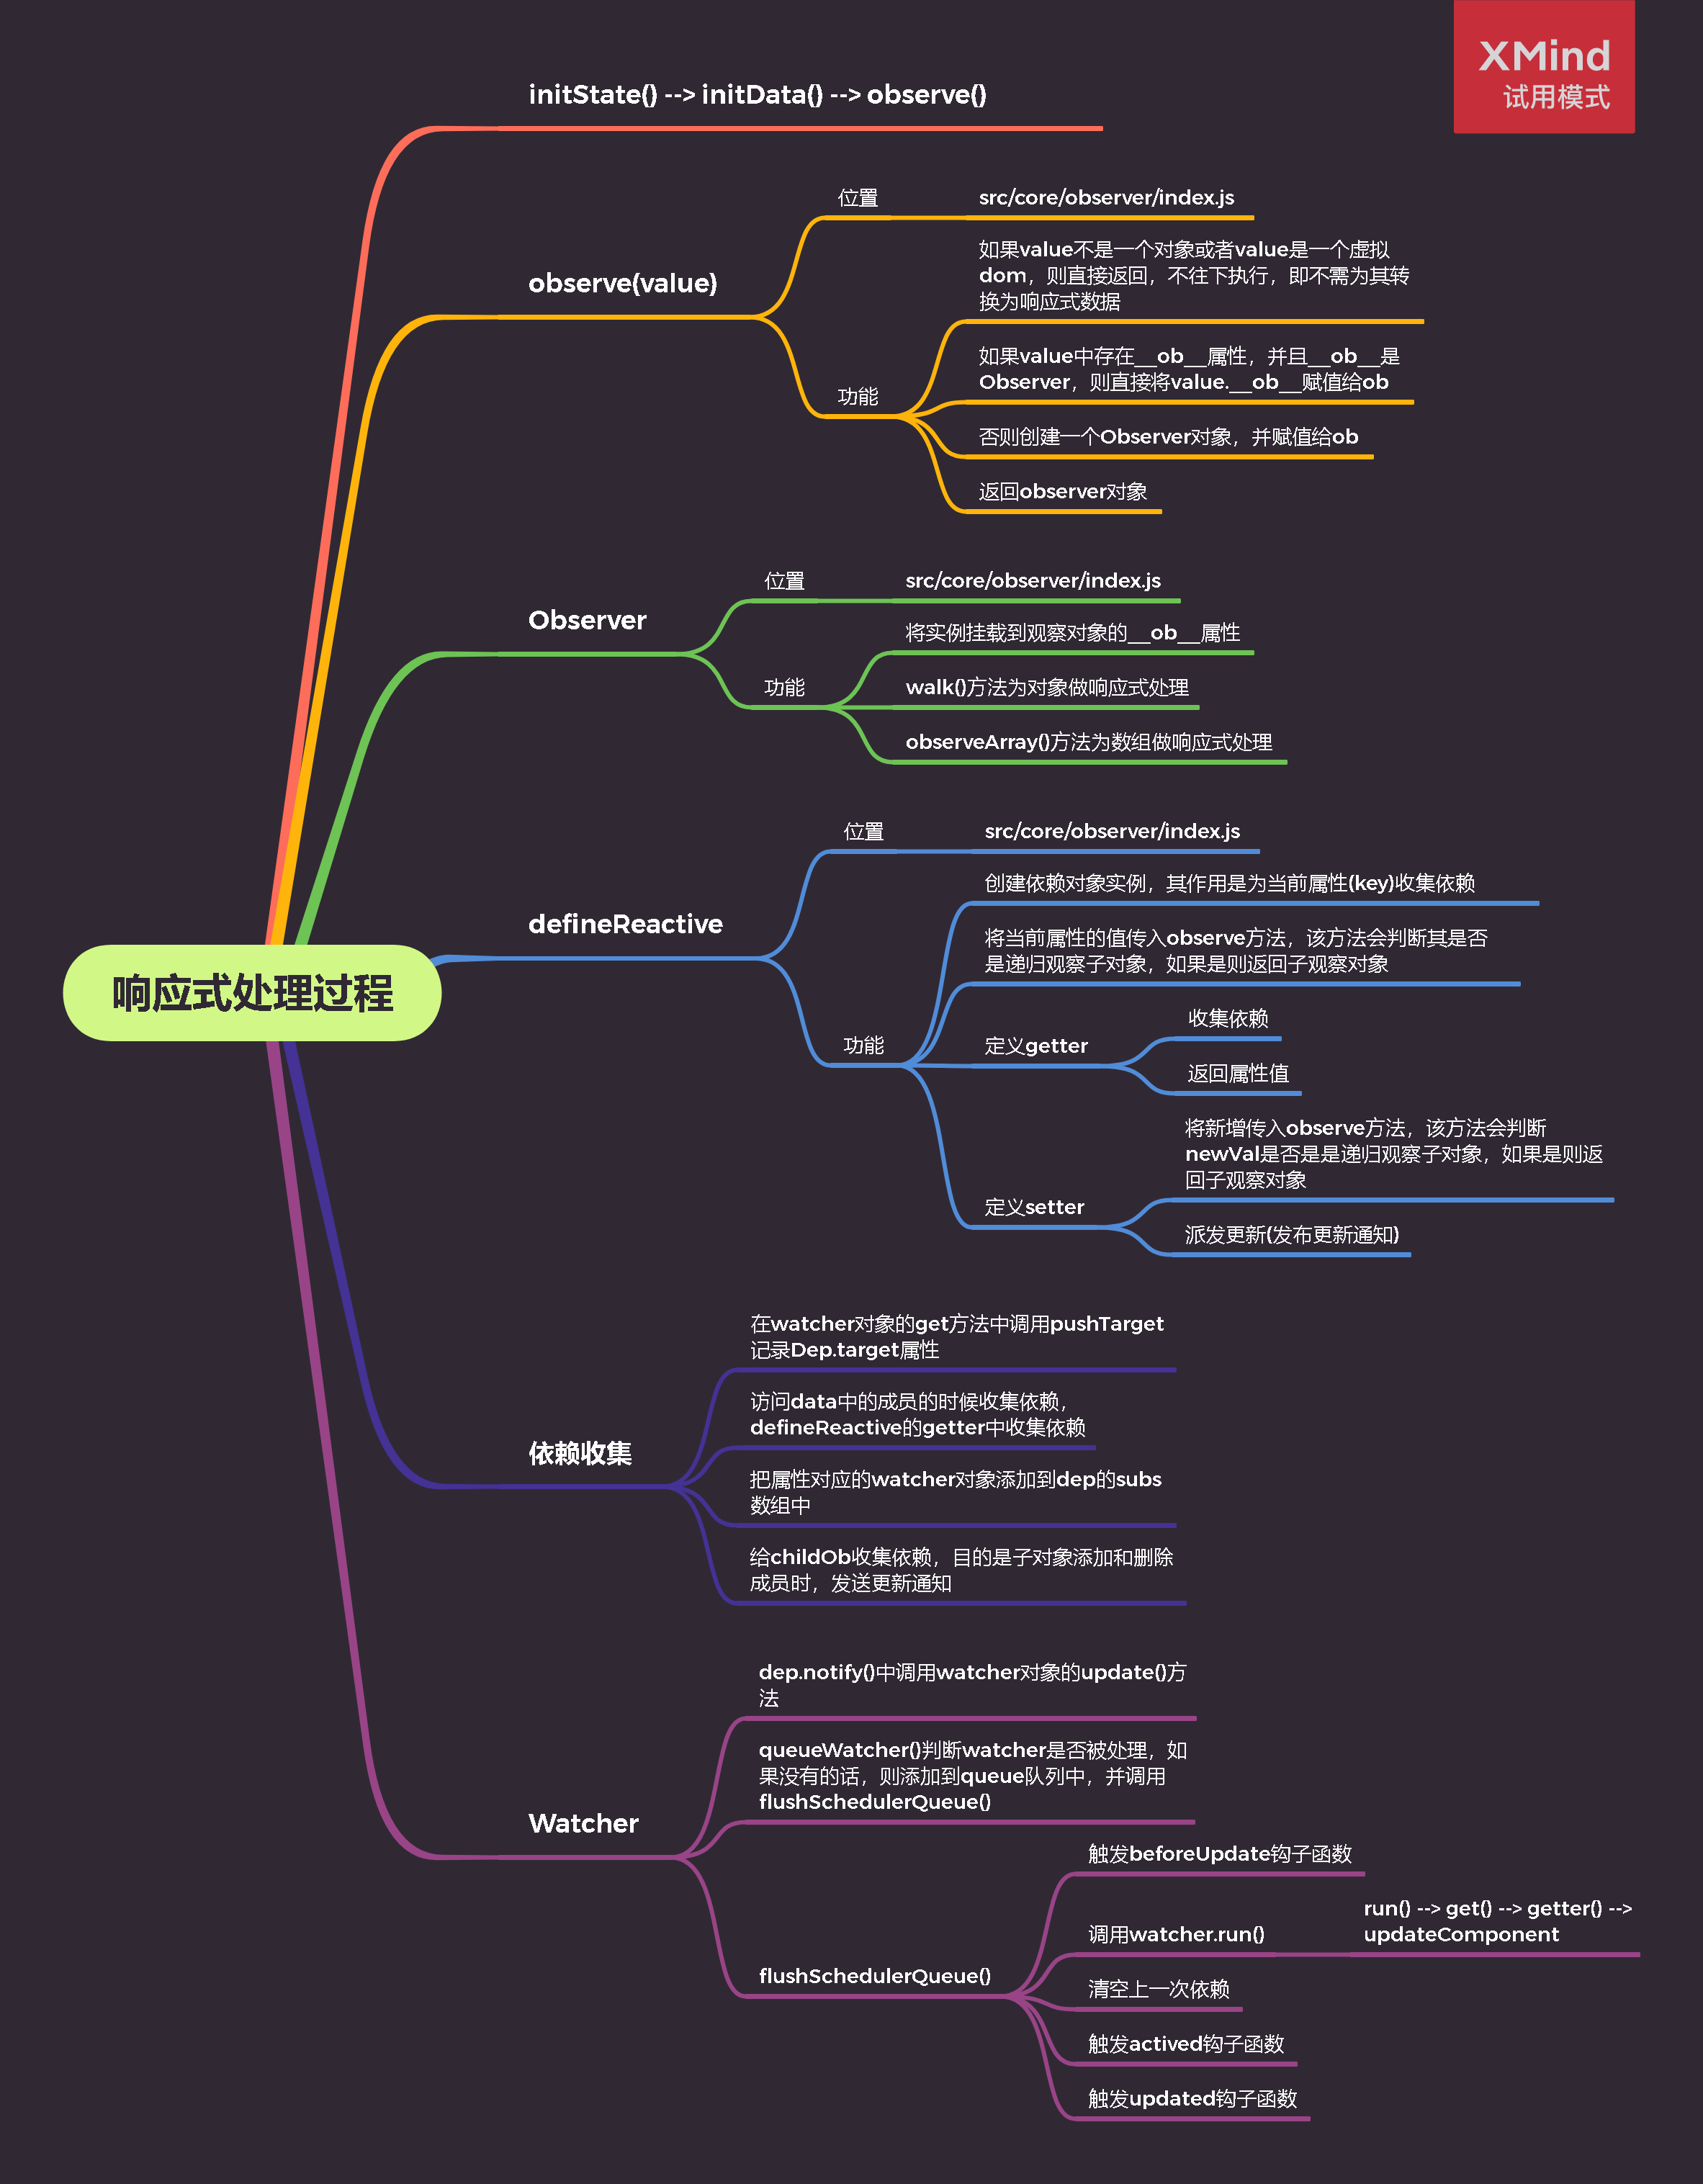 XMind
试用模式
initState() --> initData() --> observe()
observe(value)
位置
src/core/observer/index.js
功能
如果value不是一个对象或者value是一个虚拟
dom，则直接返回，不往下执行，即不需为其转
换为响应式数据
如果value中存在__ob__属性，并且__ob__是
Observer，则直接将value.__ob__赋值给ob
否则创建一个Observer对象，并赋值给ob
返回observer对象
Observer
位置
src/core/observer/index.js
功能
将实例挂载到观察对象的__ob__属性
walk()方法为对象做响应式处理
observeArray()方法为数组做响应式处理
响应式处理过程
defineReactive
位置
src/core/observer/index.js
功能
创建依赖对象实例，其作用是为当前属性(key)收集依赖
将当前属性的值传入observe方法，该方法会判断其是否
是递归观察子对象，如果是则返回子观察对象
定义getter
收集依赖
返回属性值
定义setter
将新增传入observe方法，该方法会判断
newVal是否是是递归观察子对象，如果是则返
回子观察对象
派发更新(发布更新通知)
依赖收集
在watcher对象的get方法中调用pushTarget
记录Dep.target属性
访问data中的成员的时候收集依赖，
defineReactive的getter中收集依赖
把属性对应的watcher对象添加到dep的subs
数组中
给childOb收集依赖，目的是子对象添加和删除
成员时，发送更新通知
Watcher
dep.notify()中调用watcher对象的update()方
法
queueWatcher()判断watcher是否被处理，如
果没有的话，则添加到queue队列中，并调用
flushSchedulerQueue()
flushSchedulerQueue()
触发beforeUpdate钩子函数
调用watcher.run()
run() --> get() --> getter() -->
updateComponent
清空上一次依赖
触发actived钩子函数
触发updated钩子函数